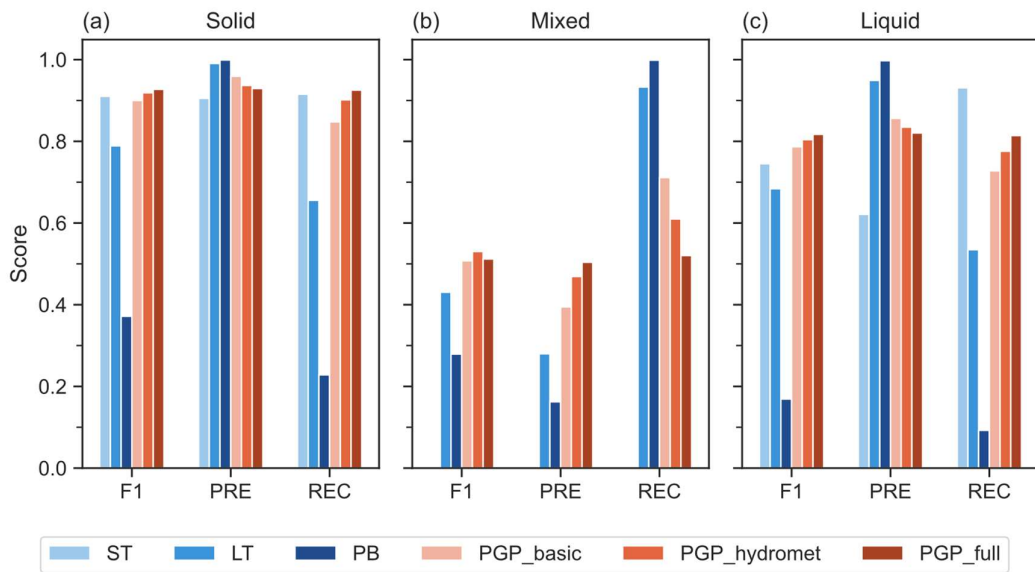 (a) Solid
(b) Mixed
(c) Liquid
Score
1.0
0.8
0.6
0.4
0.2
0.0
F1 PRE REC
F1 PRE REC
F1 PRE REC
ST LT PB PGP_basic PGP_hydromet PGP_full